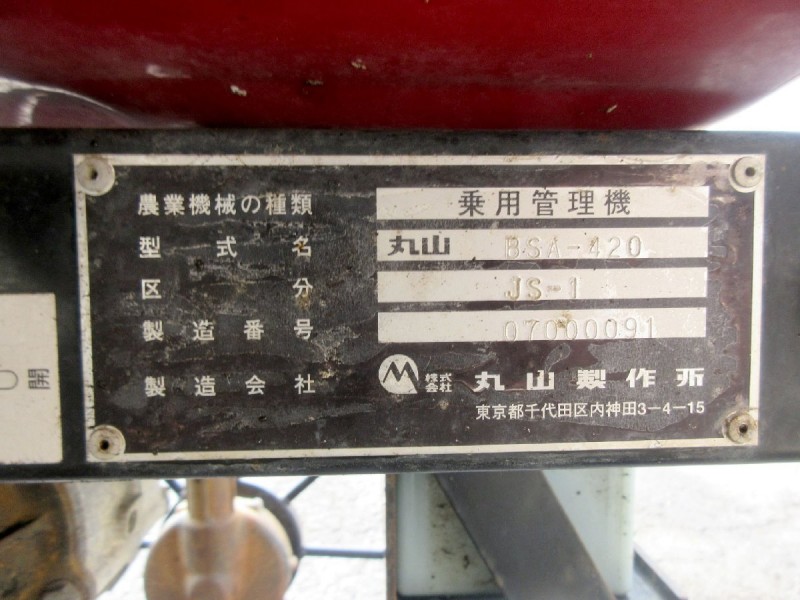 農業機械の種類 乗用管理機
型式名 丸山 BSA-420
区分 JS-1
製造番号 07000091
製造会社 株式会社 丸山製作所
東京都千代田区内神田3-4-15
開